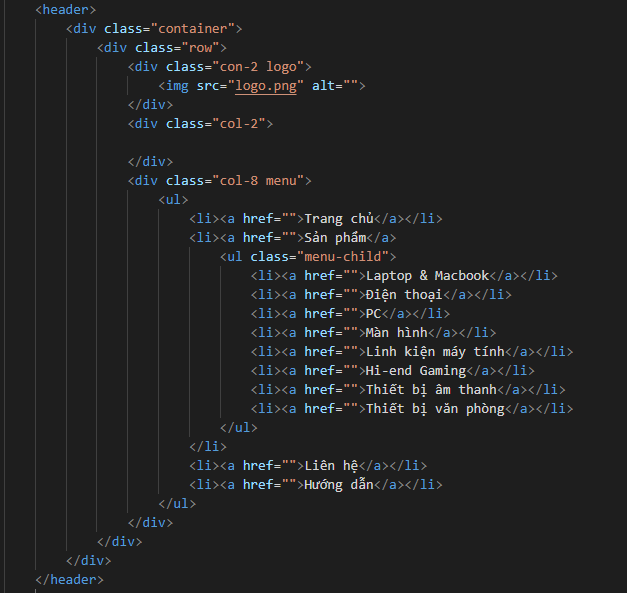 <header>
<div class="container">
<div class="row">
<div class="con-2 logo">
<img src="logo.png" alt="">
</div>
<div class="col-2">
</div>
<div class="col-8 menu">
<ul>
<li><a href="">Trang chủ</a></li>
<li><a href="">Sản phẩm</a>
<ul class="menu-child">
<li><a href="">Laptop & Macbook</a></li>
<li><a href="">Điện thoại</a></li>
<li><a href="">PC</a></li>
<li><a href="">Màn hình</a></li>
<li><a href="">Linh kiện máy tính</a></li>
<li><a href="">Hi-end Gaming</a></li>
<li><a href="">Thiết bị âm thanh</a></li>
<li><a href="">Thiết bị văn phòng</a></li>
</ul>
</li>
<li><a href="">Liên hệ</a></li>
<li><a href="">Hướng dẫn</a></li>
</ul>
</div>
</div>
</div>
</header>